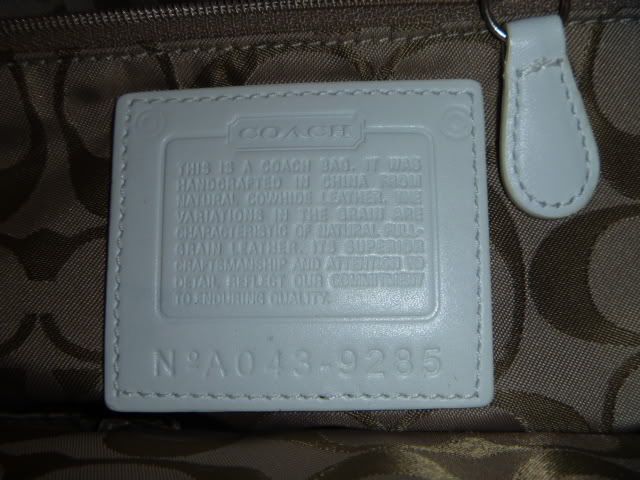 COACH
THIS IS A COACH BAG. IT WAS
HANDCRAFTED IN CHINA FROM
NATURAL COWHIDE LEATHER. THE
VARIATIONS IN THE GRAIN ARE
CHARACTERISTIC OF NATURAL FULL-
GRAIN LEATHER. ITS SUPERIOR
CRAFTSMANSHIP AND ATTENTION TO
DETAIL REFLECT OUR COMMITMENT
TO ENDURING QUALITY.
Nº A043-9285